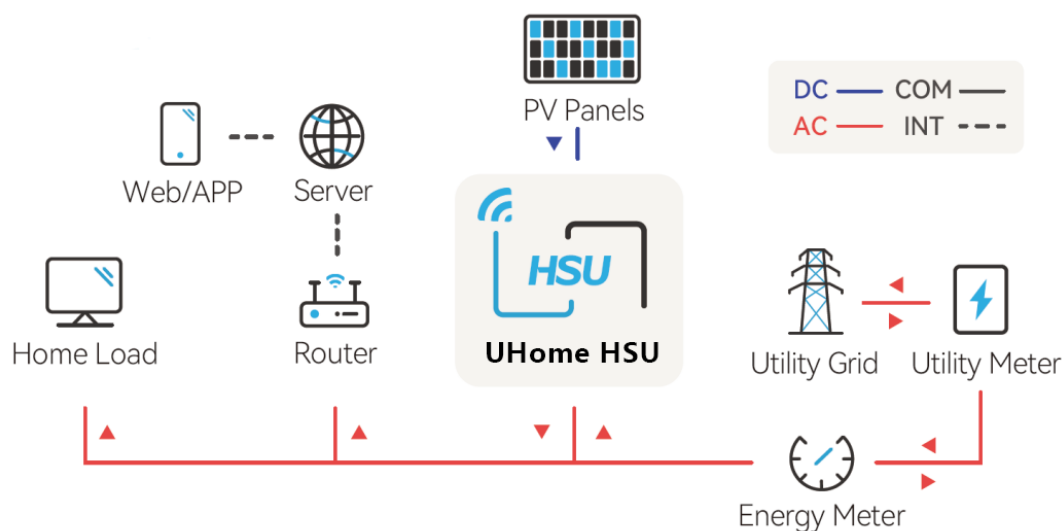 PV Panels
DC
COM
AC
INT
Web/APP
Server
HSU
UHome HSU
Home Load
Router
Utility Grid
Utility Meter
Energy Meter